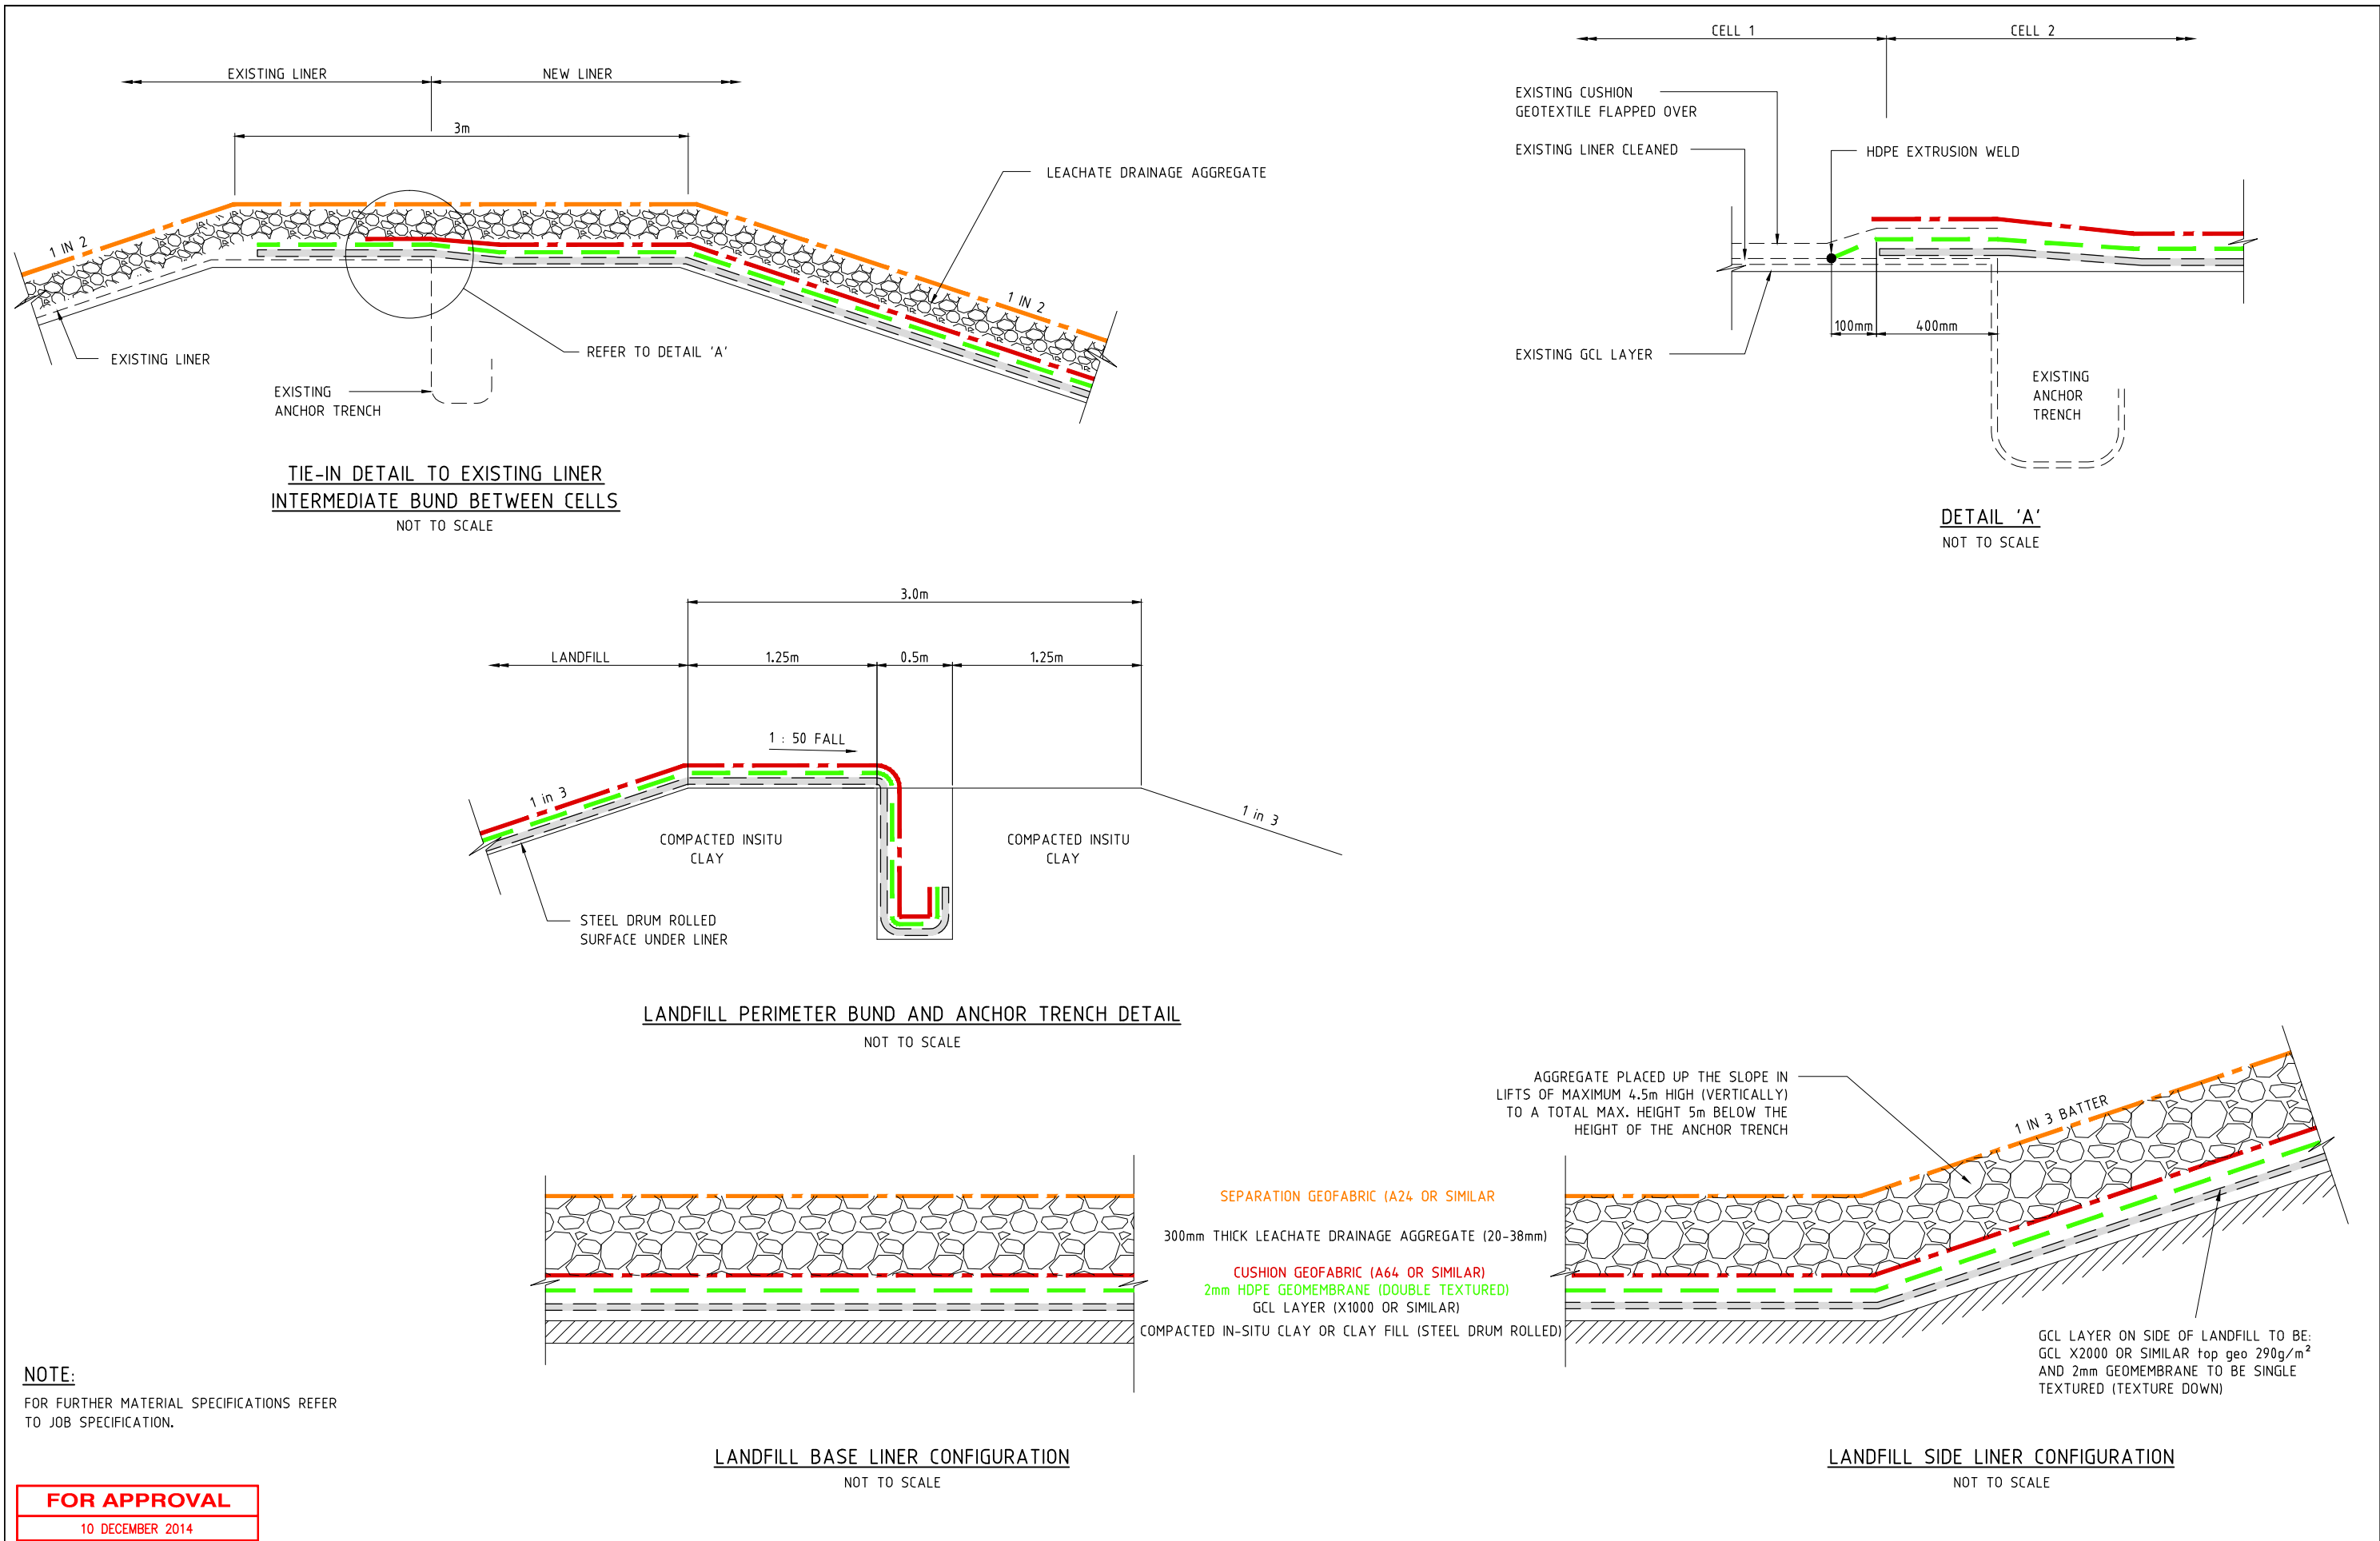 EXISTING LINER
NEW LINER
3m
LEACHATE DRAINAGE AGGREGATE
1 IN 2
1 IN 2
EXISTING LINER
REFER TO DETAIL 'A'
EXISTING
ANCHOR TRENCH
TIE-IN DETAIL TO EXISTING LINER
INTERMEDIATE BUND BETWEEN CELLS
NOT TO SCALE
CELL 1
CELL 2
EXISTING CUSHION
GEOTEXTILE FLAPPED OVER
EXISTING LINER CLEANED
HDPE EXTRUSION WELD
100mm
400mm
EXISTING GCL LAYER
EXISTING
ANCHOR
TRENCH
DETAIL 'A'
NOT TO SCALE
3.0m
LANDFILL
1.25m
0.5m
1.25m
1 : 50 FALL
1 in 3
1 in 3
COMPACTED INSITU
CLAY
COMPACTED INSITU
CLAY
STEEL DRUM ROLLED
SURFACE UNDER LINER
LANDFILL PERIMETER BUND AND ANCHOR TRENCH DETAIL
NOT TO SCALE
AGGREGATE PLACED UP THE SLOPE IN
LIFTS OF MAXIMUM 4.5m HIGH (VERTICALLY)
TO A TOTAL MAX. HEIGHT 5m BELOW THE
HEIGHT OF THE ANCHOR TRENCH
1 IN 3 BATTER
SEPARATION GEOFABRIC (A24 OR SIMILAR
300mm THICK LEACHATE DRAINAGE AGGREGATE (20-38mm)
CUSHION GEOFABRIC (A64 OR SIMILAR)
2mm HDPE GEOMEMBRANE (DOUBLE TEXTURED)
GCL LAYER (X1000 OR SIMILAR)
COMPACTED IN-SITU CLAY OR CLAY FILL (STEEL DRUM ROLLED)
GCL LAYER ON SIDE OF LANDFILL TO BE:
GCL X2000 OR SIMILAR top geo 290g/m²
AND 2mm GEOMEMBRANE TO BE SINGLE
TEXTURED (TEXTURE DOWN)
NOTE:
FOR FURTHER MATERIAL SPECIFICATIONS REFER
TO JOB SPECIFICATION.
LANDFILL BASE LINER CONFIGURATION
NOT TO SCALE
LANDFILL SIDE LINER CONFIGURATION
NOT TO SCALE
FOR APPROVAL
10 DECEMBER 2014